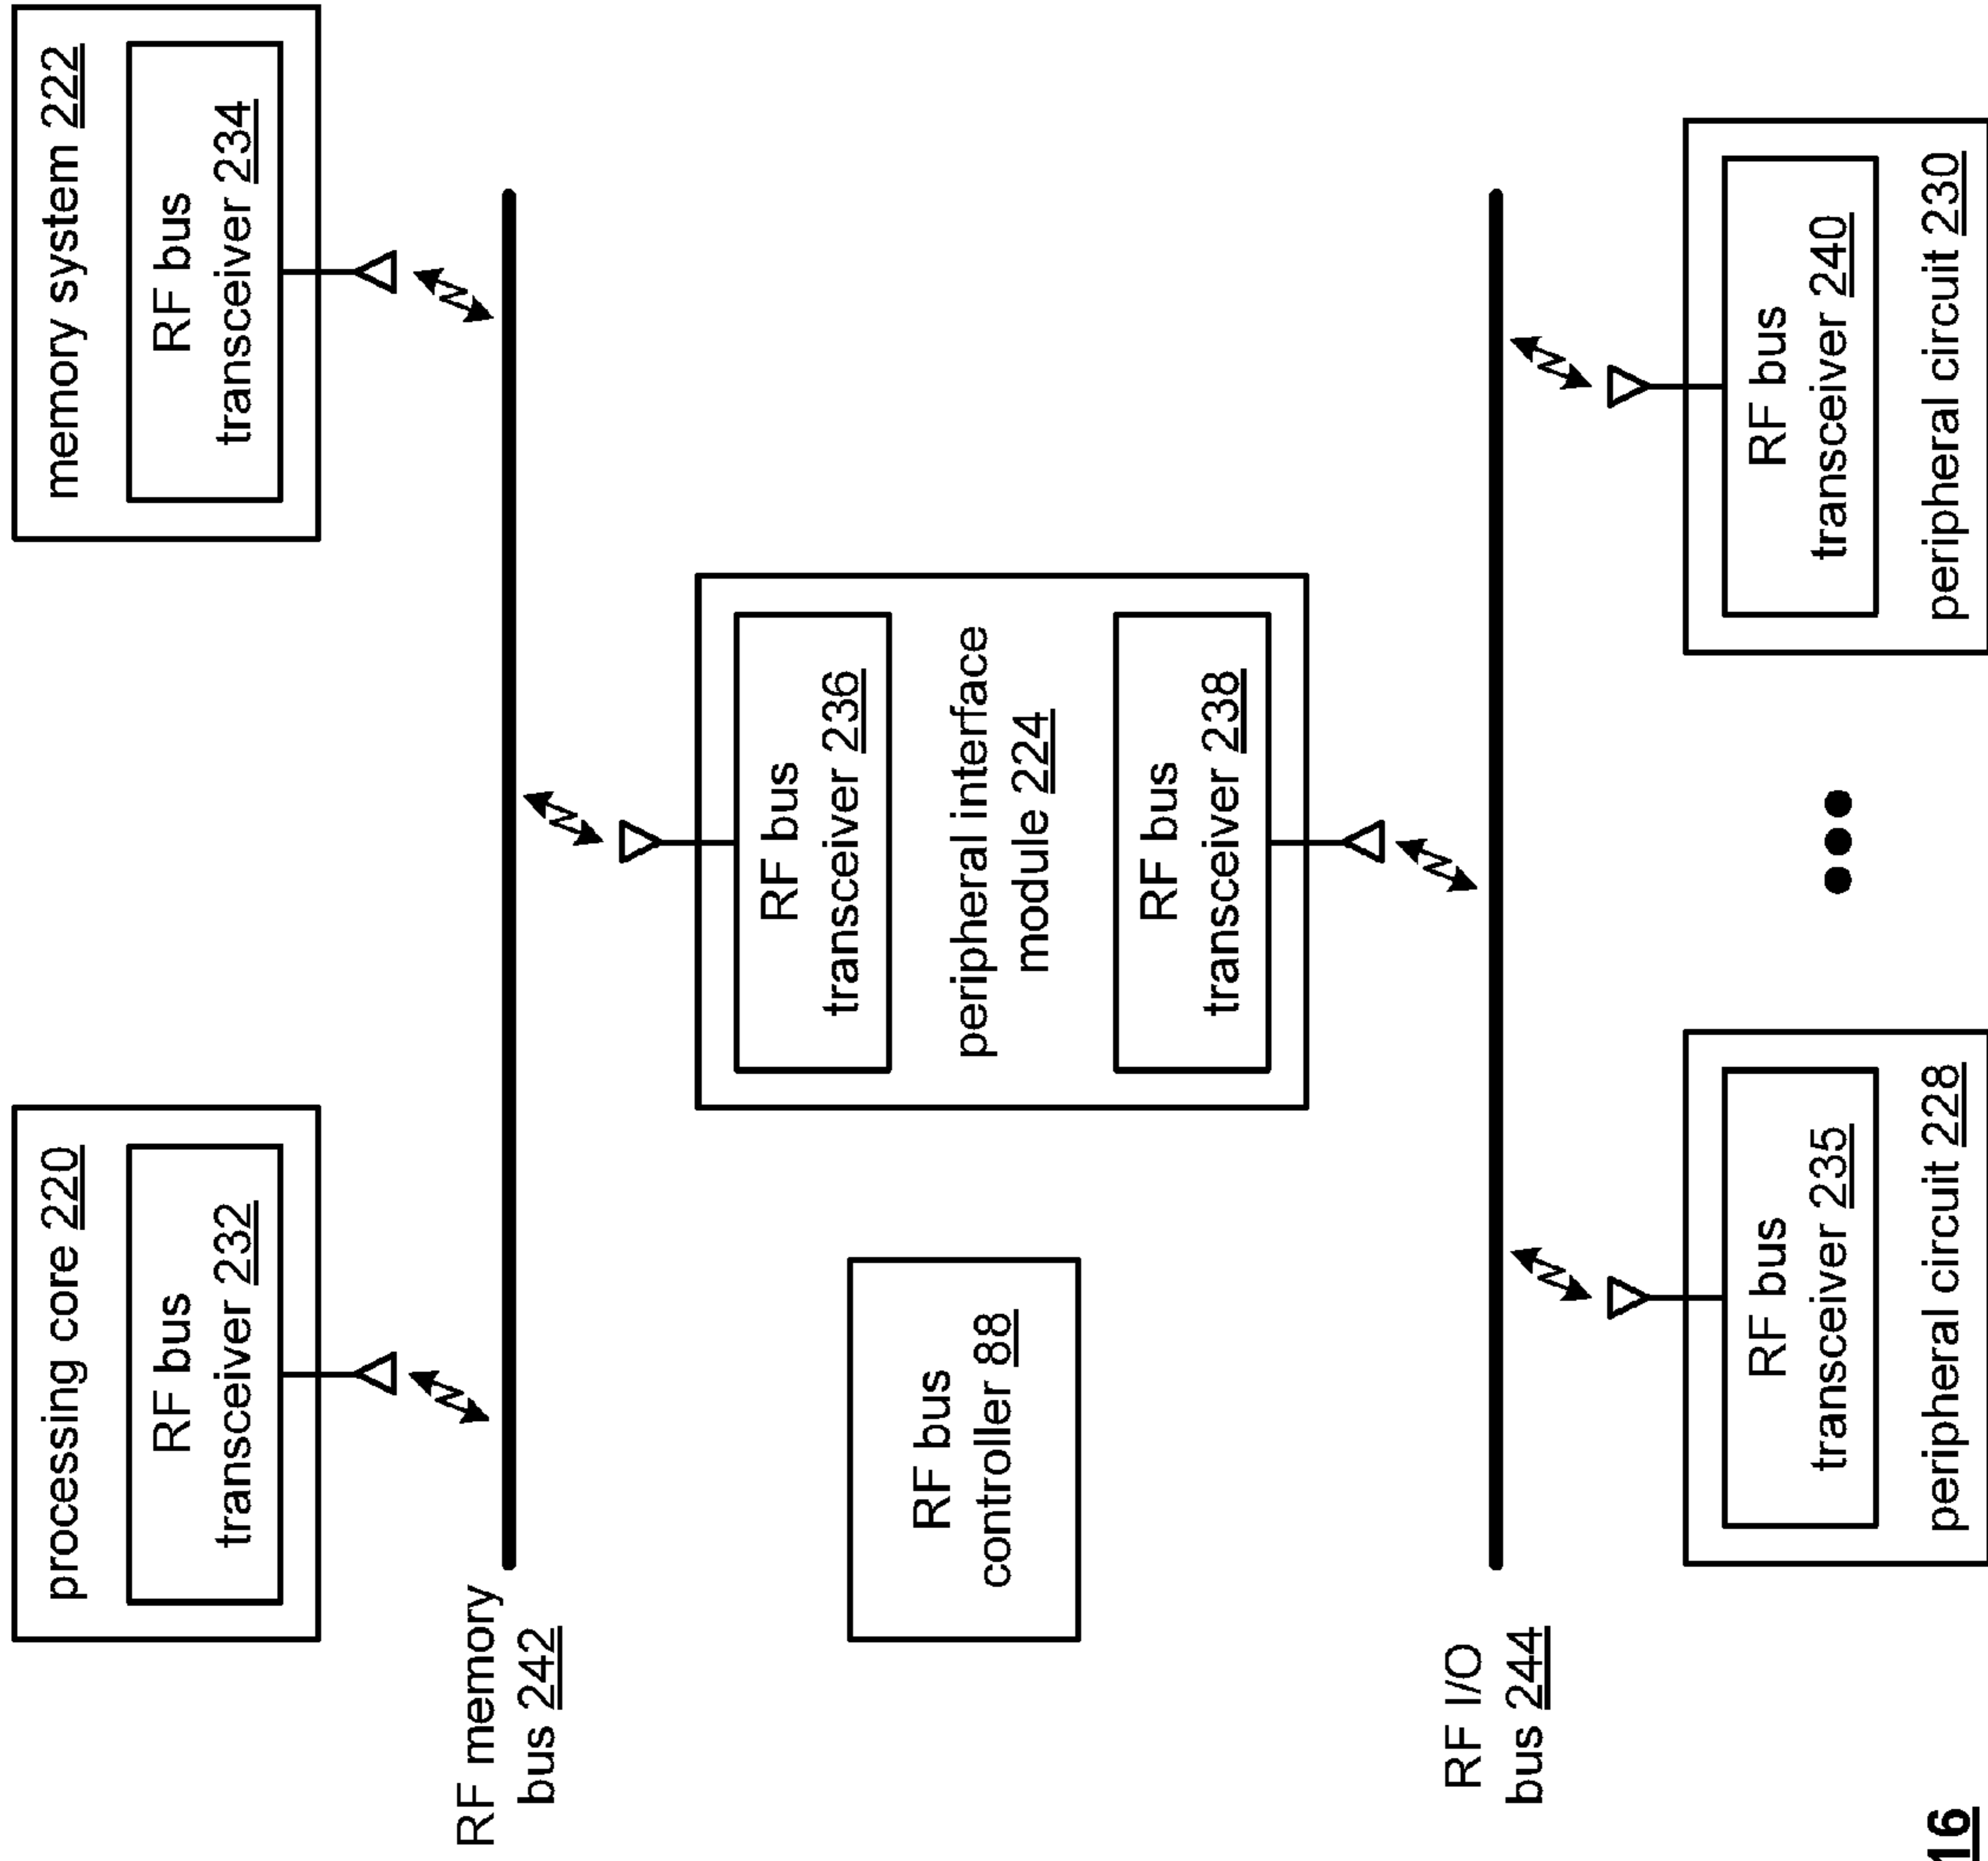 processing core 220
RF bus
transceiver 232
memory system 222
RF bus
transceiver 234
RF memory
bus 242
RF bus
controller 88
RF bus
transceiver 236
peripheral interface
module 224
RF bus
transceiver 238
RF I/O
bus 244
RF bus
transceiver 235
peripheral circuit 228
RF bus
transceiver 240
peripheral circuit 230
16